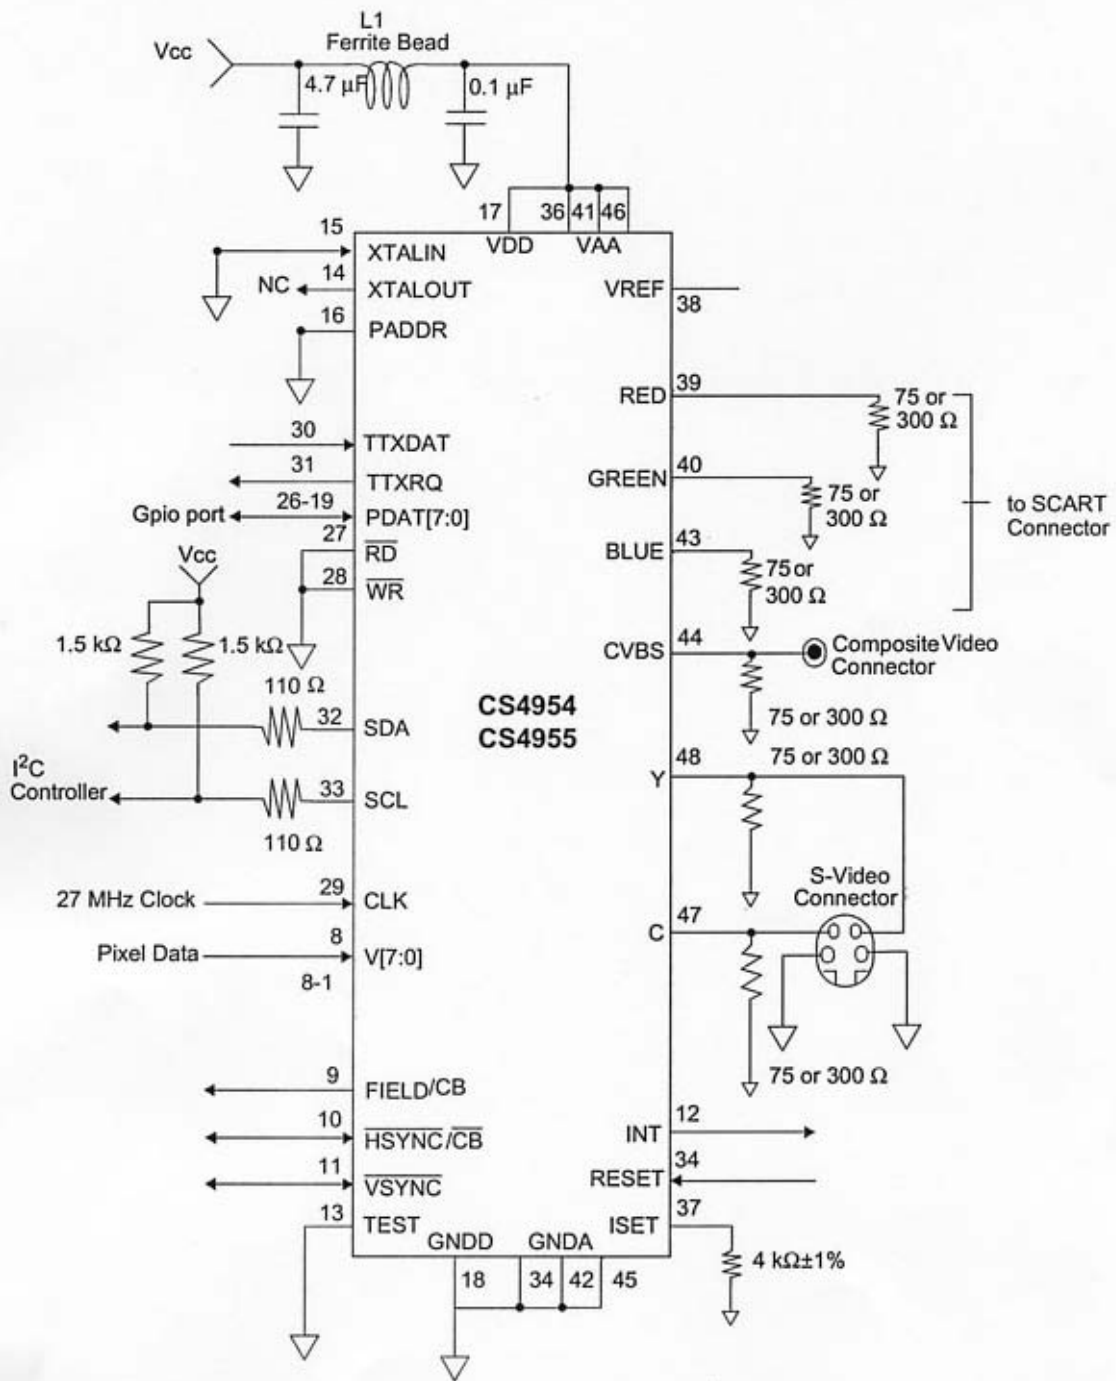 L1
Ferrite Bead
Vcc
4.7 µF
0.1 µF
17
36
41
46
VDD
VAA
15
XTALIN
14
NC
XTALOUT
16
PADDR
VREF
38
39
RED
75 or
300 Ω
30
TTXDAT
31
TTXRQ
40
GREEN
75 or
300 Ω
to SCART
Connector
Gpio port
26-19
PDAT[7:0]
27
RD
28
WR
43
BLUE
75 or
300 Ω
Vcc
1.5 kΩ
1.5 kΩ
44
CVBS
Composite Video
Connector
75 or 300 Ω
110 Ω
32
SDA
CS4954
CS4955
I²C
Controller
33
SCL
110 Ω
48
75 or 300 Ω
Y
S-Video
Connector
27 MHz Clock
29
CLK
47
C
Pixel Data
8
V[7:0]
8-1
75 or 300 Ω
9
FIELD/CB
10
HSYNC/CB
11
VSYNC
13
TEST
12
INT
34
RESET
37
ISET
4 kΩ±1%
GNDD
GNDA
18
34
42
45